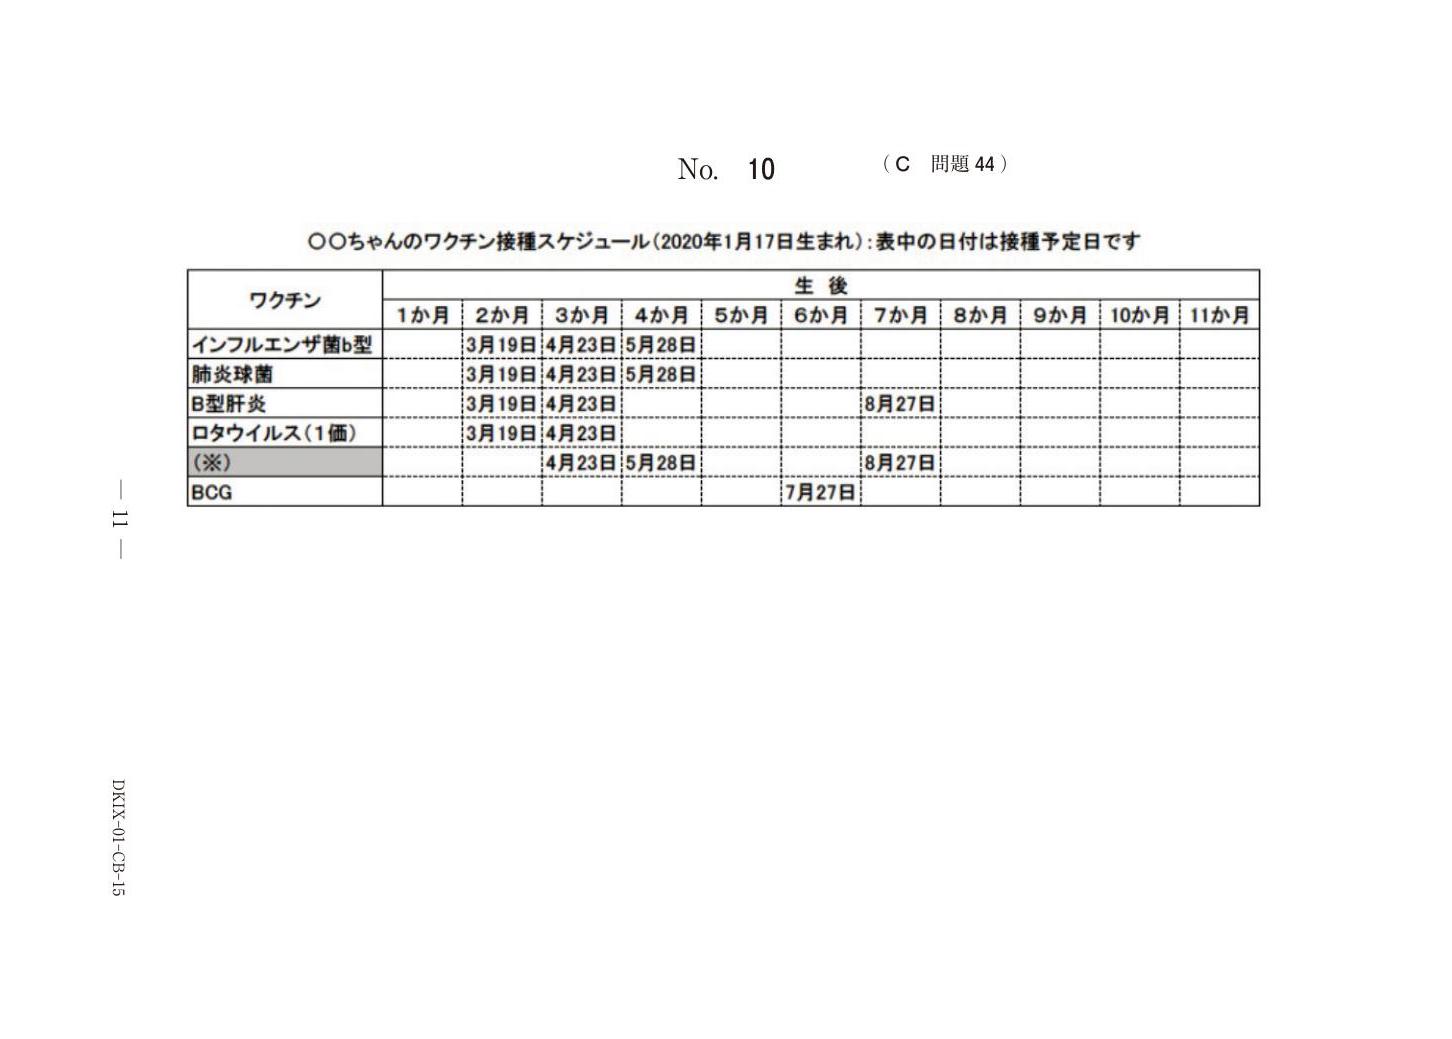 No. 10 （C 問題 44）
〇〇ちゃんのワクチン接種スケジュール（2020年1月17日生まれ）：表中の日付は接種予定日です
ワクチン 生 後
1か月 2か月 3か月 4か月 5か月 6か月 7か月 8か月 9か月 10か月 11か月
インフルエンザ菌b型 3月19日 4月23日 5月28日
肺炎球菌 3月19日 4月23日 5月28日
B型肝炎 3月19日 4月23日 8月27日
ロタウイルス（1価） 3月19日 4月23日
（※） 4月23日 5月28日 8月27日
BCG 7月27日
— 11 —
DKIX-01-CB-15